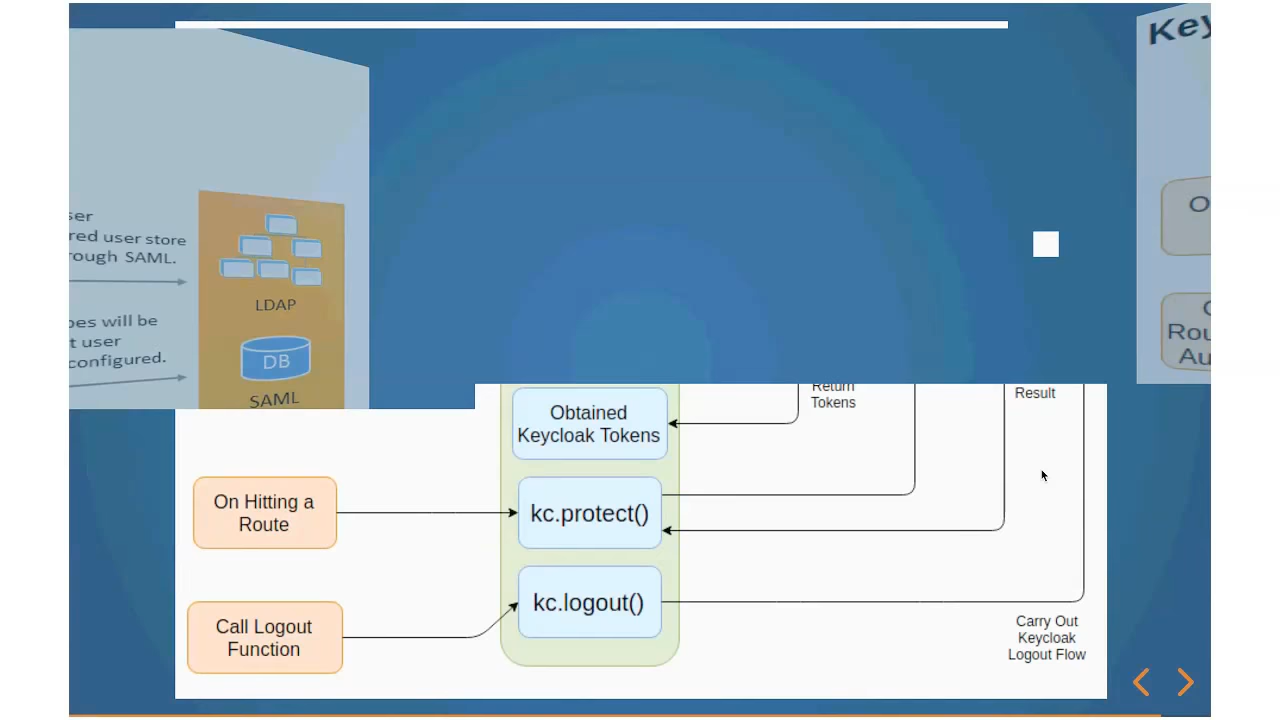 ser
red user store
rough SAML.
LDAP
pes will be
t user
configured.
DB
SAML
Key
O
Rou
Au
Return
Tokens
Result
Obtained
Keycloak Tokens
On Hitting a
Route
kc.protect()
kc.logout()
Call Logout
Function
Carry Out
Keycloak
Logout Flow